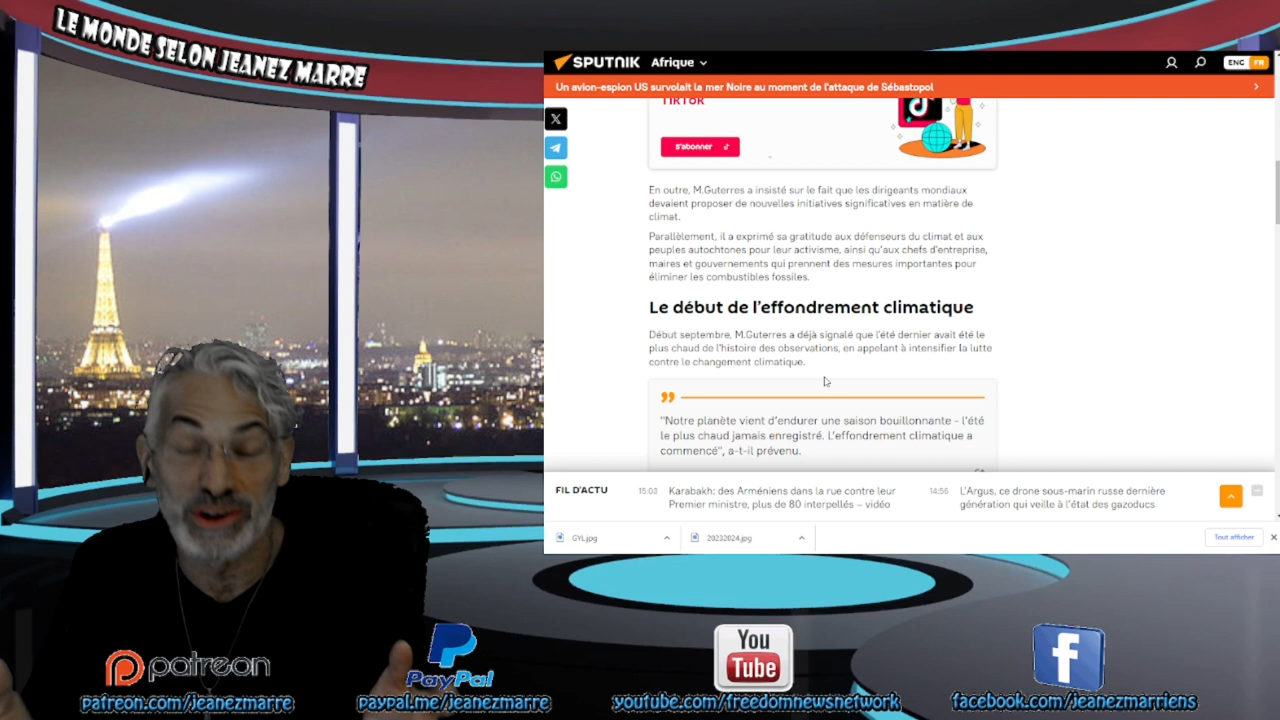 LE MONDE SELON JEANEZ MARRE
SPUTNIK Afrique
ENG FR
Un avion-espion US survolait la mer Noire au moment de l'attaque de Sébastopol
TIKTOK
S'abonner
En outre, M.Guterres a insisté sur le fait que les dirigeants mondiaux
devaient proposer de nouvelles initiatives significatives en matière de
climat.
Parallèlement, il a exprimé sa gratitude aux défenseurs du climat et aux
peuples autochtones pour leur activisme, ainsi qu'aux chefs d'entreprise,
maires et gouvernements qui prennent des mesures importantes pour
éliminer les combustibles fossiles.
Le début de l'effondrement climatique
Début septembre, M.Guterres a déjà signalé que l'été dernier avait été le
plus chaud de l'histoire des observations, en appelant à intensifier la lutte
contre le changement climatique.
"Notre planète vient d'endurer une saison bouillonnante - l'été
le plus chaud jamais enregistré. L'effondrement climatique a
commencé", a-t-il prévenu.
FIL D'ACTU
15:03 Karabakh: des Arméniens dans la rue contre leur
Premier ministre, plus de 80 interpellés – vidéo
14:56 L'Argus, ce drone sous-marin russe dernière
génération qui veille à l'état des gazoducs
GYL.jpg
20232024.jpg
Tout afficher
patreon
patreon.com/jeanezmarre
PayPal
paypal.me/jeanezmarre
You
Tube
youtube.com/freedomnewsnetwork
facebook.com/jeanezmarriens